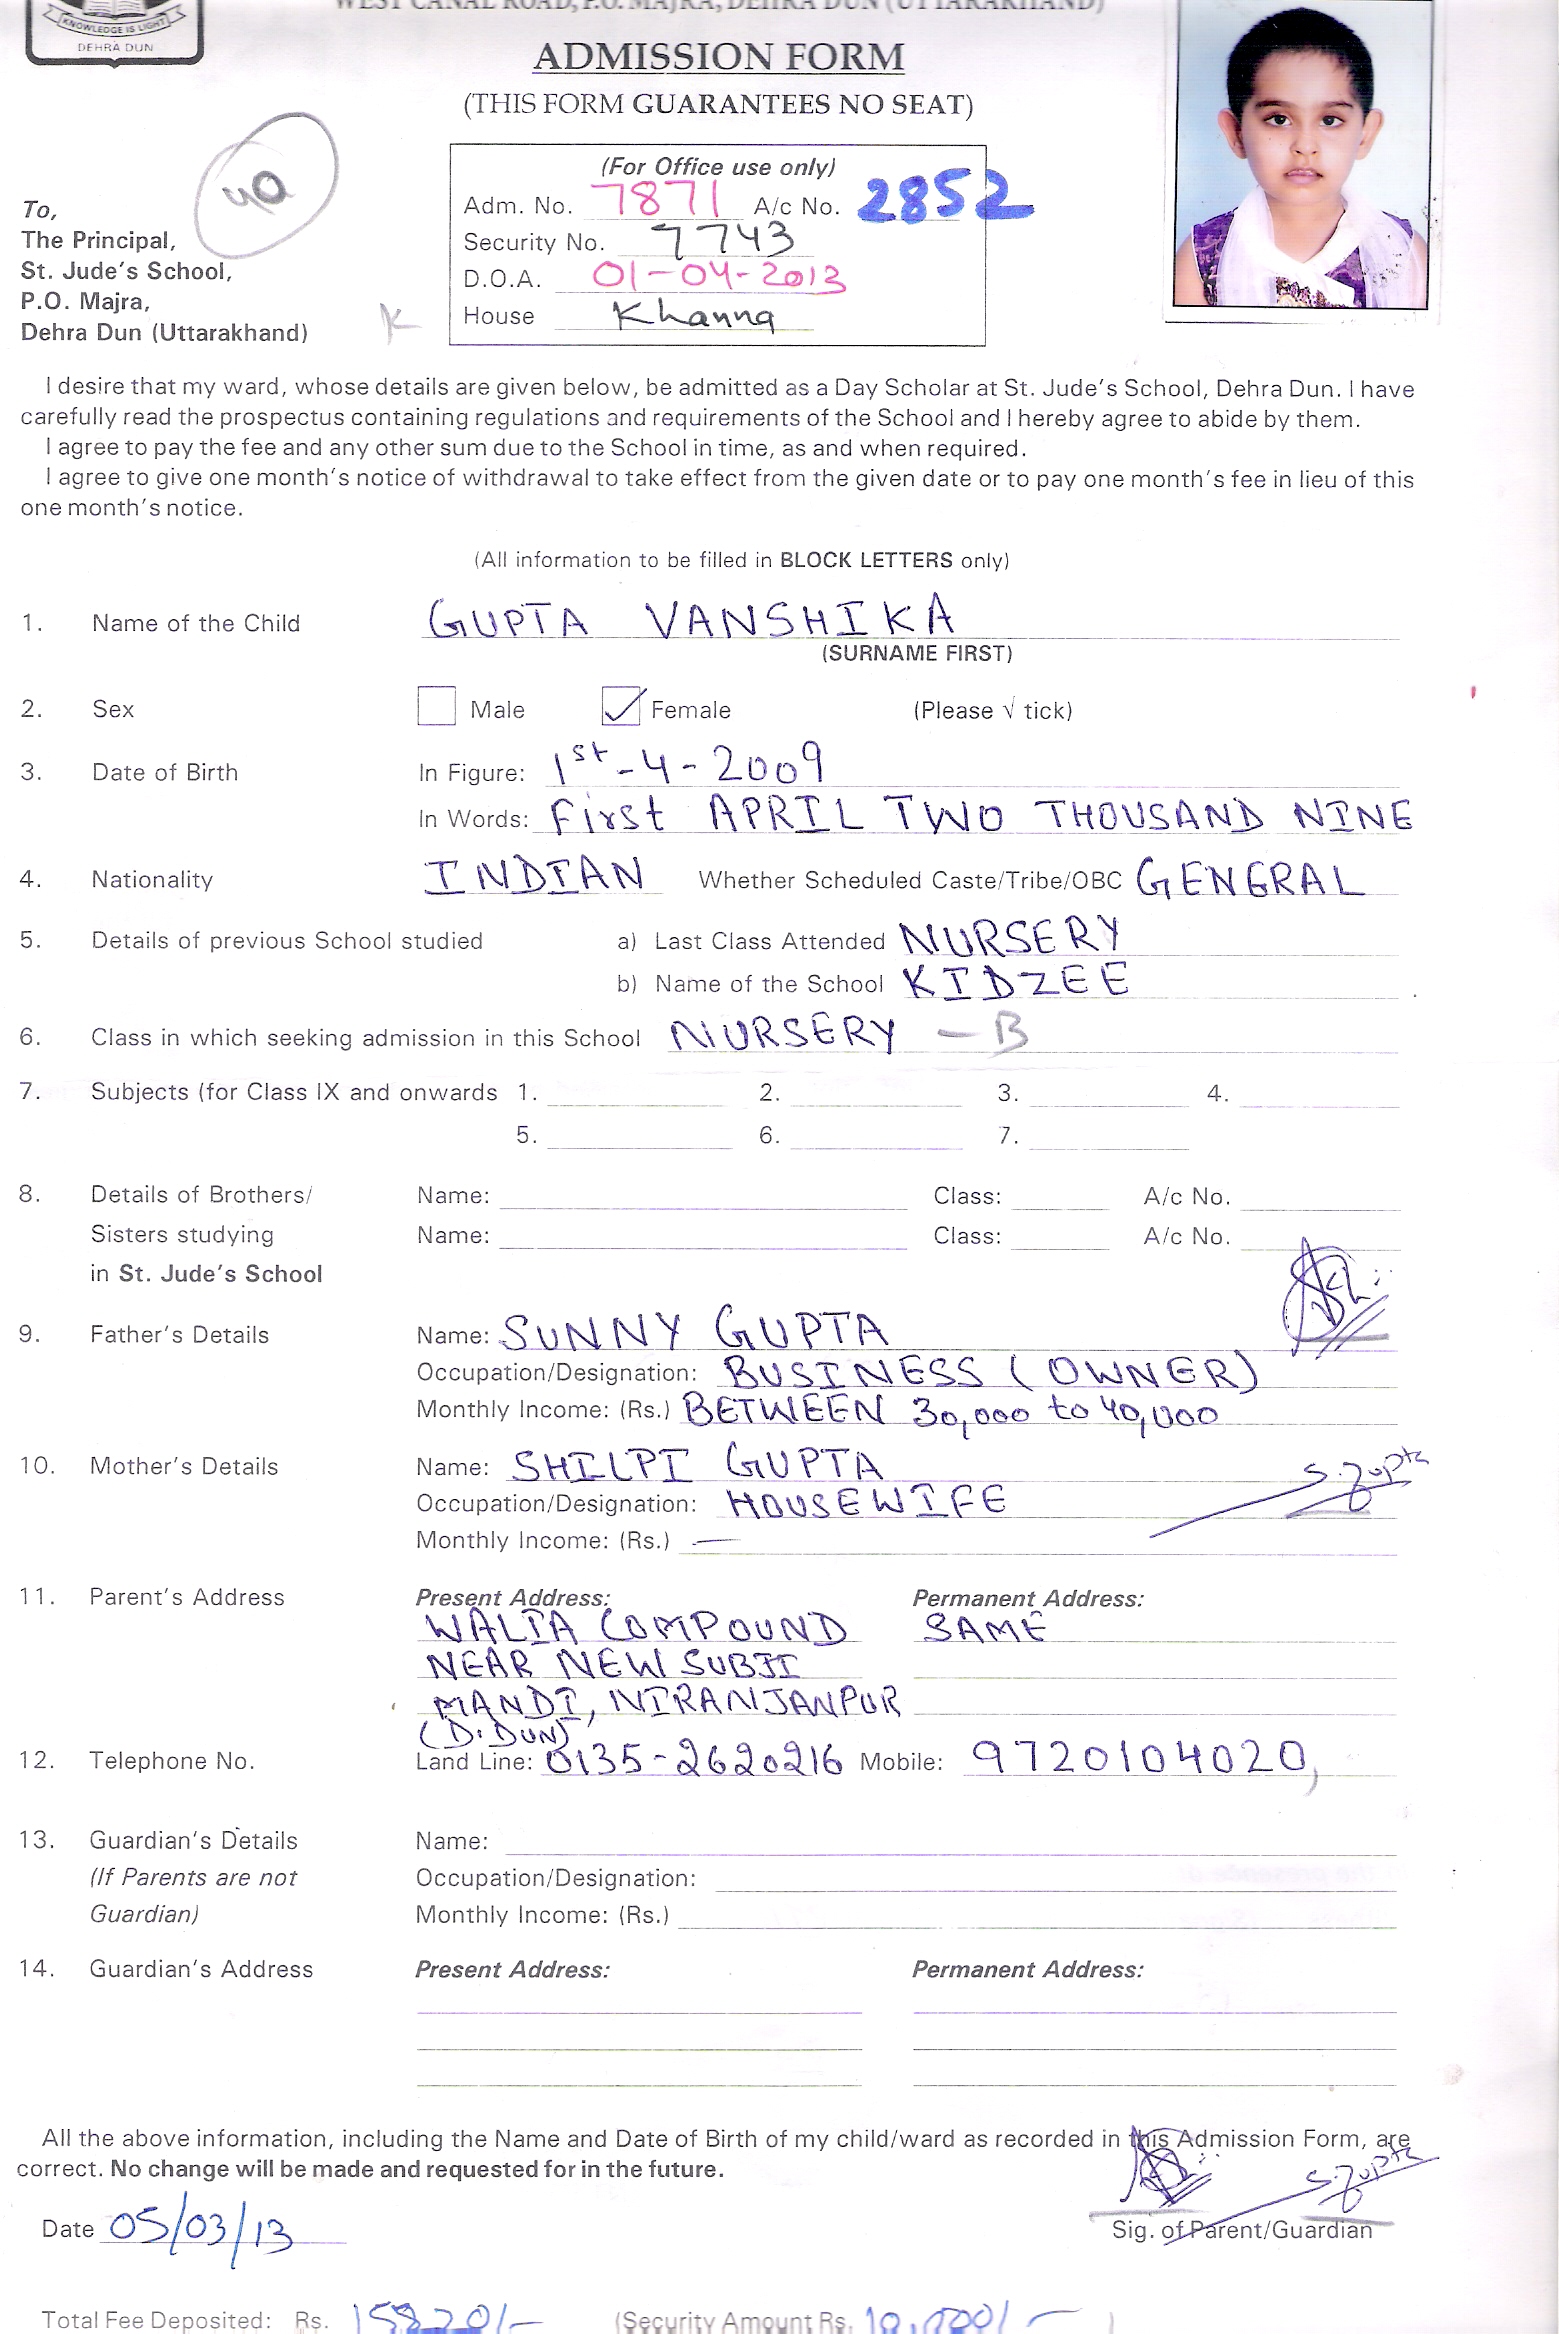 KNOWLEDGE IS LIGHT
DEHRA DUN
WEST CANAL ROAD, P.O. MAJRA, DEHRA DUN (UTTARAKHAND)
ADMISSION FORM
(THIS FORM GUARANTEES NO SEAT)
(For Office use only)
Adm. No. 7871 A/c No. 2852
Security No. 7743
D.O.A. 01-04-2013
House Khanna
To,
The Principal,
St. Jude's School,
P.O. Majra,
Dehra Dun (Uttarakhand)
K
I desire that my ward, whose details are given below, be admitted as a Day Scholar at St. Jude's School, Dehra Dun. I have
carefully read the prospectus containing regulations and requirements of the School and I hereby agree to abide by them.
I agree to pay the fee and any other sum due to the School in time, as and when required.
I agree to give one month's notice of withdrawal to take effect from the given date or to pay one month's fee in lieu of this
one month's notice.
(All information to be filled in BLOCK LETTERS only)
1. Name of the Child GUPTA VANSHIKA
(SURNAME FIRST)
2. Sex Male Female (Please √ tick)
3. Date of Birth In Figure: 1st-4-2009
In Words: First APRIL TWO THOUSAND NINE
4. Nationality INDIAN Whether Scheduled Caste/Tribe/OBC GENERAL
5. Details of previous School studied a) Last Class Attended NURSERY
b) Name of the School KIDZEE
6. Class in which seeking admission in this School NURSERY - B
7. Subjects (for Class IX and onwards 1. 2. 3. 4.
5. 6. 7.
8. Details of Brothers/ Name: Class: A/c No.
Sisters studying Name: Class: A/c No.
in St. Jude's School
9. Father's Details Name: SUNNY GUPTA
Occupation/Designation: BUSINESS (OWNER)
Monthly Income: (Rs.) BETWEEN 30,000 to 40,000
10. Mother's Details Name: SHILPI GUPTA S. Gupta
Occupation/Designation: HOUSEWIFE
Monthly Income: (Rs.) —
11. Parent's Address Present Address: Permanent Address:
WALIA COMPOUND SAME
NEAR NEW SUBJI
MANDI, NIRANJANPUR
(D.DUN)
12. Telephone No. Land Line: 0135-2620216 Mobile: 9720104020,
13. Guardian's Details Name:
(If Parents are not Occupation/Designation:
Guardian) Monthly Income: (Rs.)
14. Guardian's Address Present Address: Permanent Address:
All the above information, including the Name and Date of Birth of my child/ward as recorded in this Admission Form, are
correct. No change will be made and requested for in the future.
S. Gupta
Date 05/03/13 Sig. of Parent/Guardian
Total Fee Deposited: Rs. (Security Amount Rs. 10,000/- )